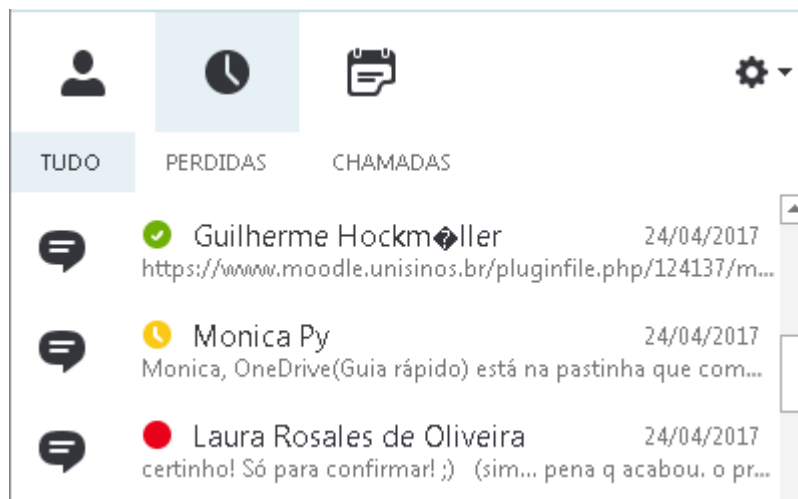 TUDO PERDIDAS CHAMADAS
Guilherme Hockm�ller 24/04/2017
https://www.moodle.unisinos.br/pluginfile.php/124137/m...
Monica Py 24/04/2017
Monica, OneDrive(Guia rápido) está na pastinha que com...
Laura Rosales de Oliveira 24/04/2017
certinho! Só para confirmar! ;) (sim... pena q acabou. o pr...